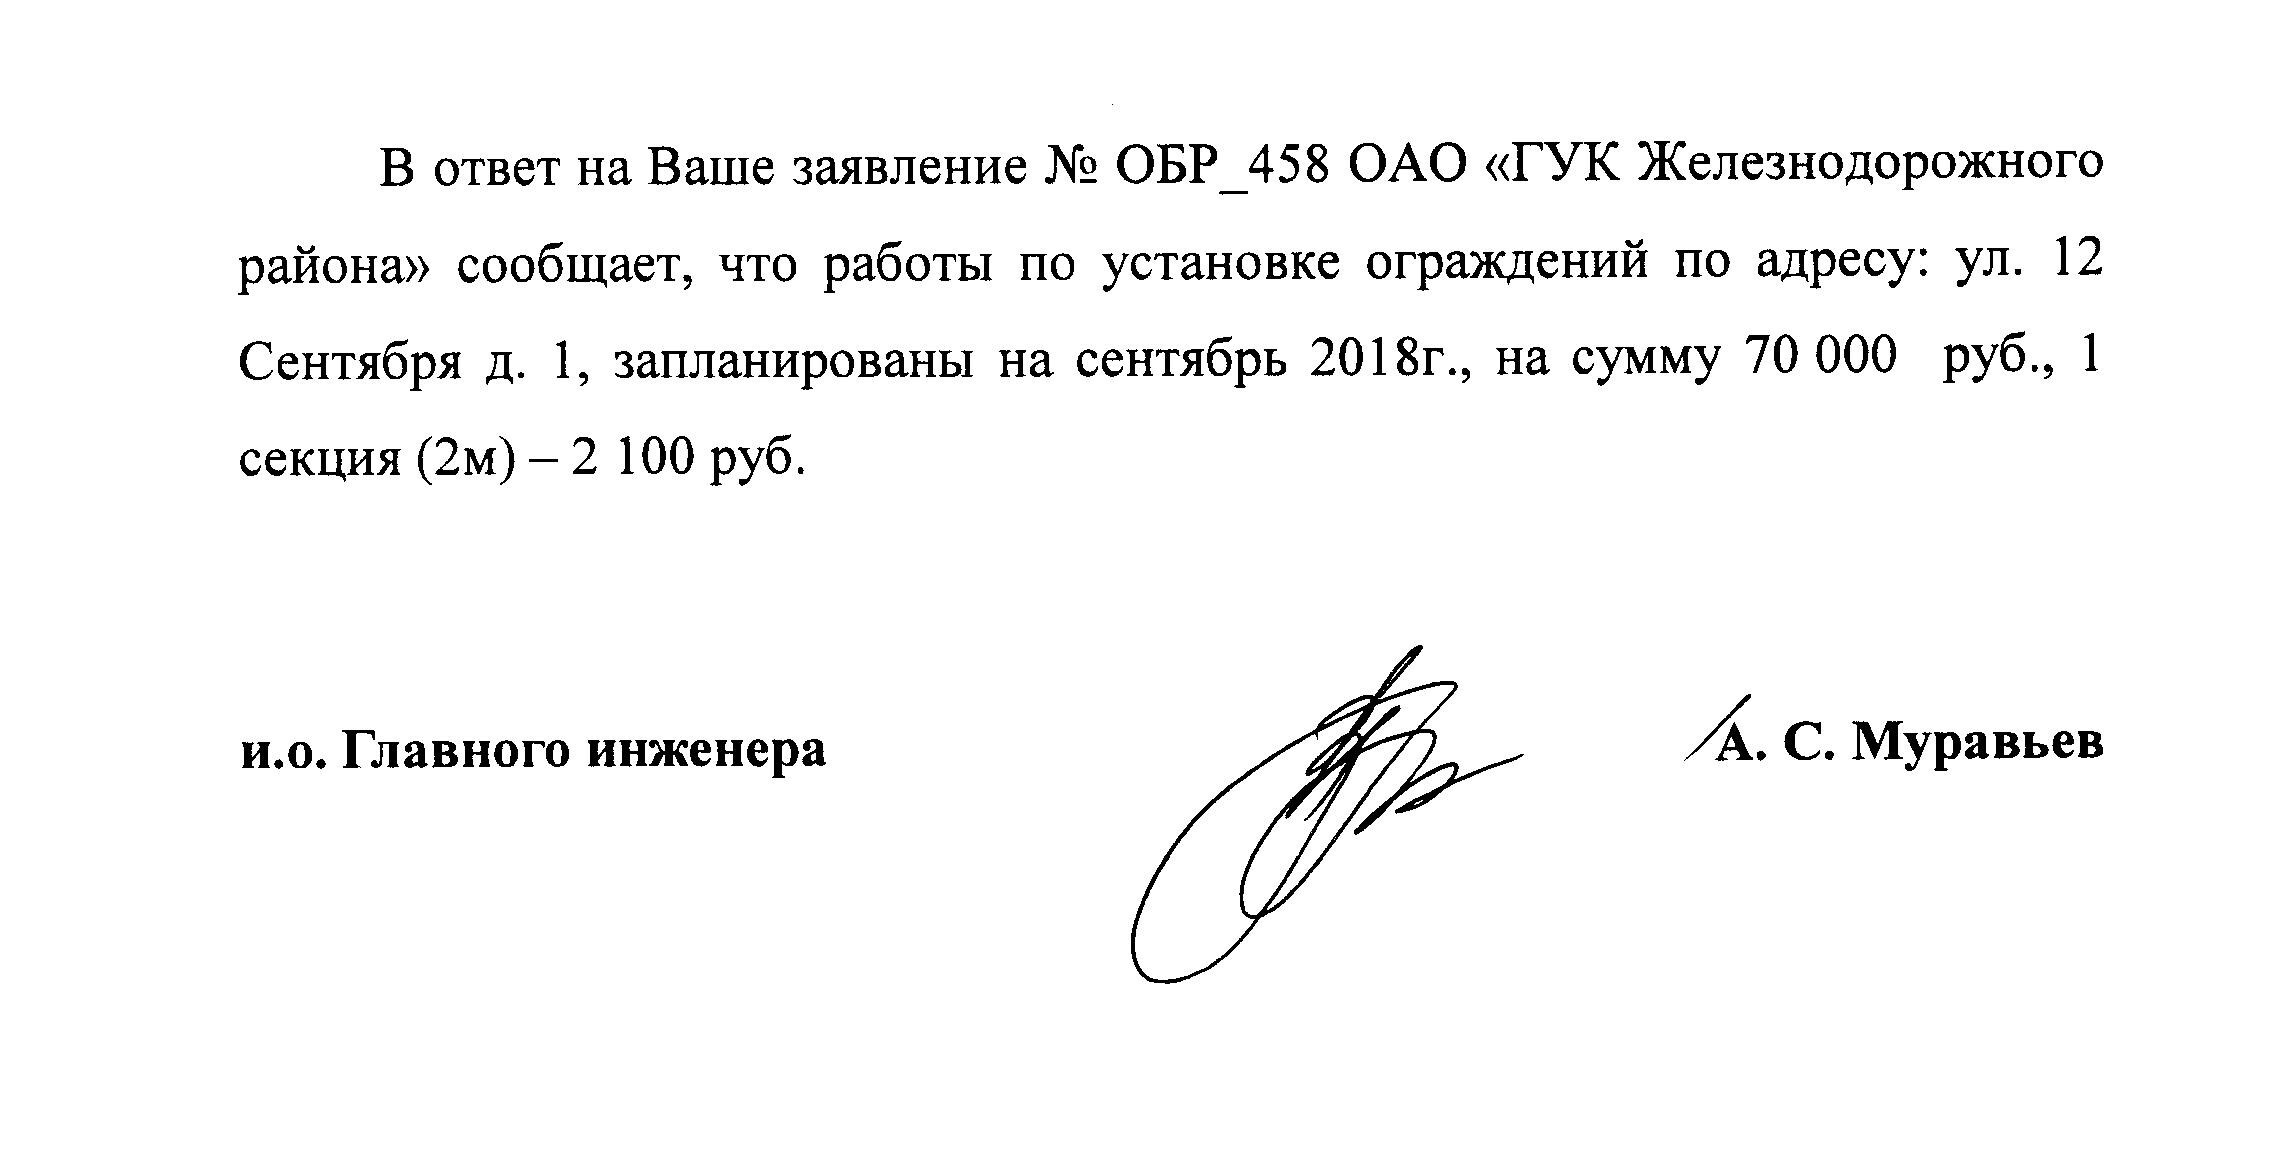 В ответ на Ваше заявление № ОБР_458 ОАО «ГУК Железнодорожного
района» сообщает, что работы по установке ограждений по адресу: ул. 12
Сентября д. 1, запланированы на сентябрь 2018г., на сумму 70 000 руб., 1
секция (2м) – 2 100 руб.
и.о. Главного инженера А. С. Муравьев